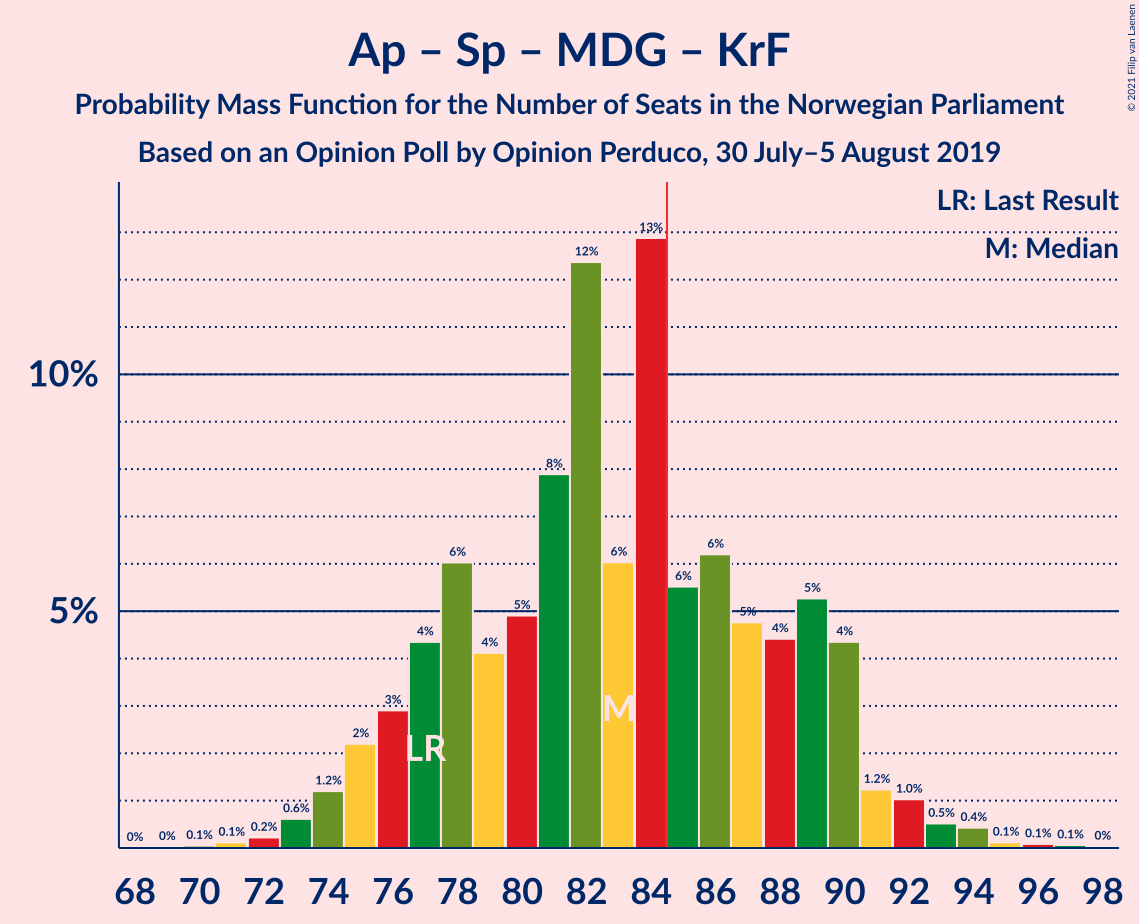 Ap – Sp – MDG – KrF
Probability Mass Function for the Number of Seats in the Norwegian Parliament
Based on an Opinion Poll by Opinion Perduco, 30 July–5 August 2019
© 2021 Filip van Laenen
LR: Last Result
M: Median
10%
5%
0% 0% 0.1% 0.1% 0.2% 0.6% 1.2% 2% 3% 4% 6% 4% 5% 8% 12% 6% 13% 6% 6% 5% 4% 5% 4% 1.2% 1.0% 0.5% 0.4% 0.1% 0.1% 0.1% 0%
LR
M
68 70 72 74 76 78 80 82 84 86 88 90 92 94 96 98